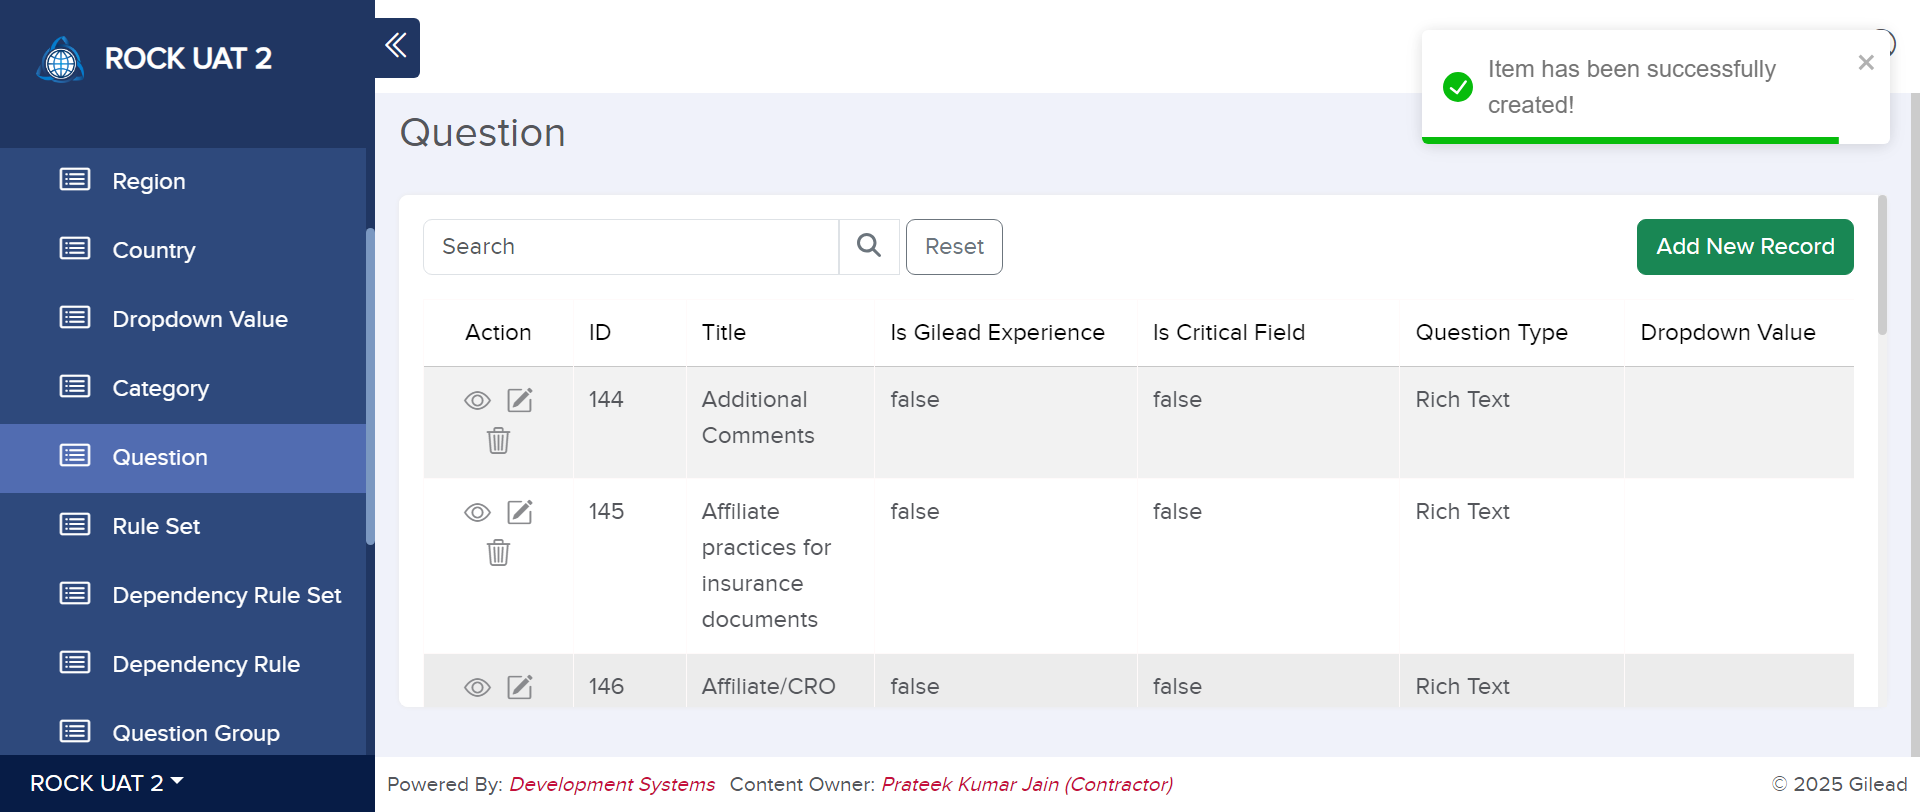 ROCK UAT 2
Region
Country
Dropdown Value
Category
Question
Rule Set
Dependency Rule Set
Dependency Rule
Question Group
ROCK UAT 2
Item has been successfully
created!
Question
Search
Reset
Add New Record
Action ID Title Is Gilead Experience Is Critical Field Question Type Dropdown Value
144 Additional false false Rich Text
Comments
145 Affiliate false false Rich Text
practices for
insurance
documents
146 Affiliate/CRO false false Rich Text
Powered By: Development Systems Content Owner: Prateek Kumar Jain (Contractor)
© 2025 Gilead